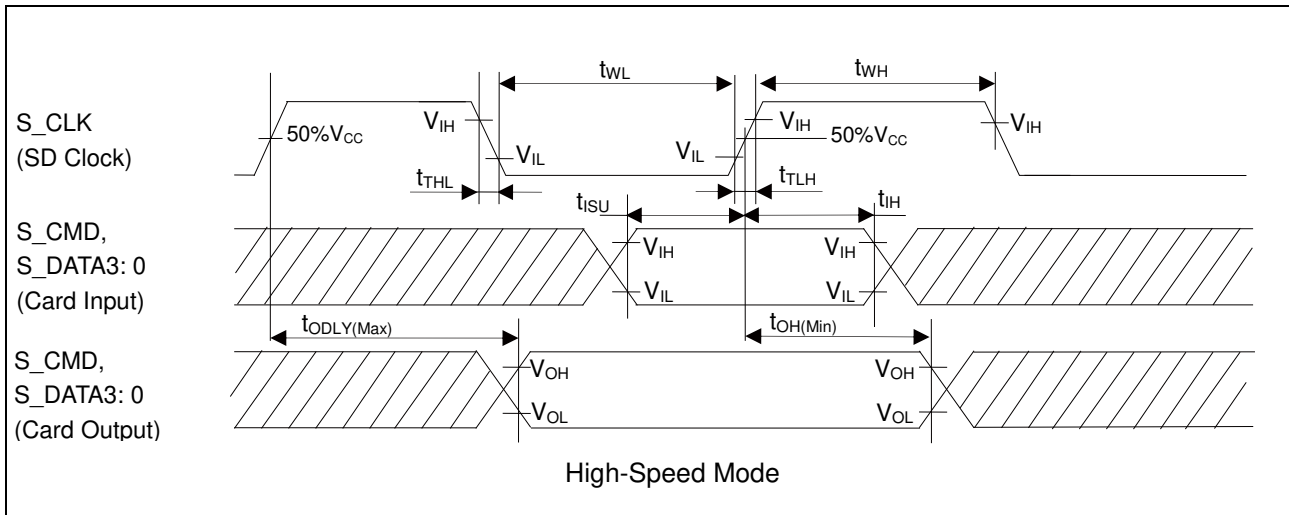 tWL
tWH
S_CLK
(SD Clock)
50%VCC
VIH
VIL
VIL
VIH
50%VCC
VIH
tTHL
tTLH
tISU
tIH
S_CMD,
S_DATA3: 0
(Card Input)
VIH
VIL
VIH
VIL
tODLY(Max)
tOH(Min)
S_CMD,
S_DATA3: 0
(Card Output)
VOH
VOL
VOH
VOL
High-Speed Mode